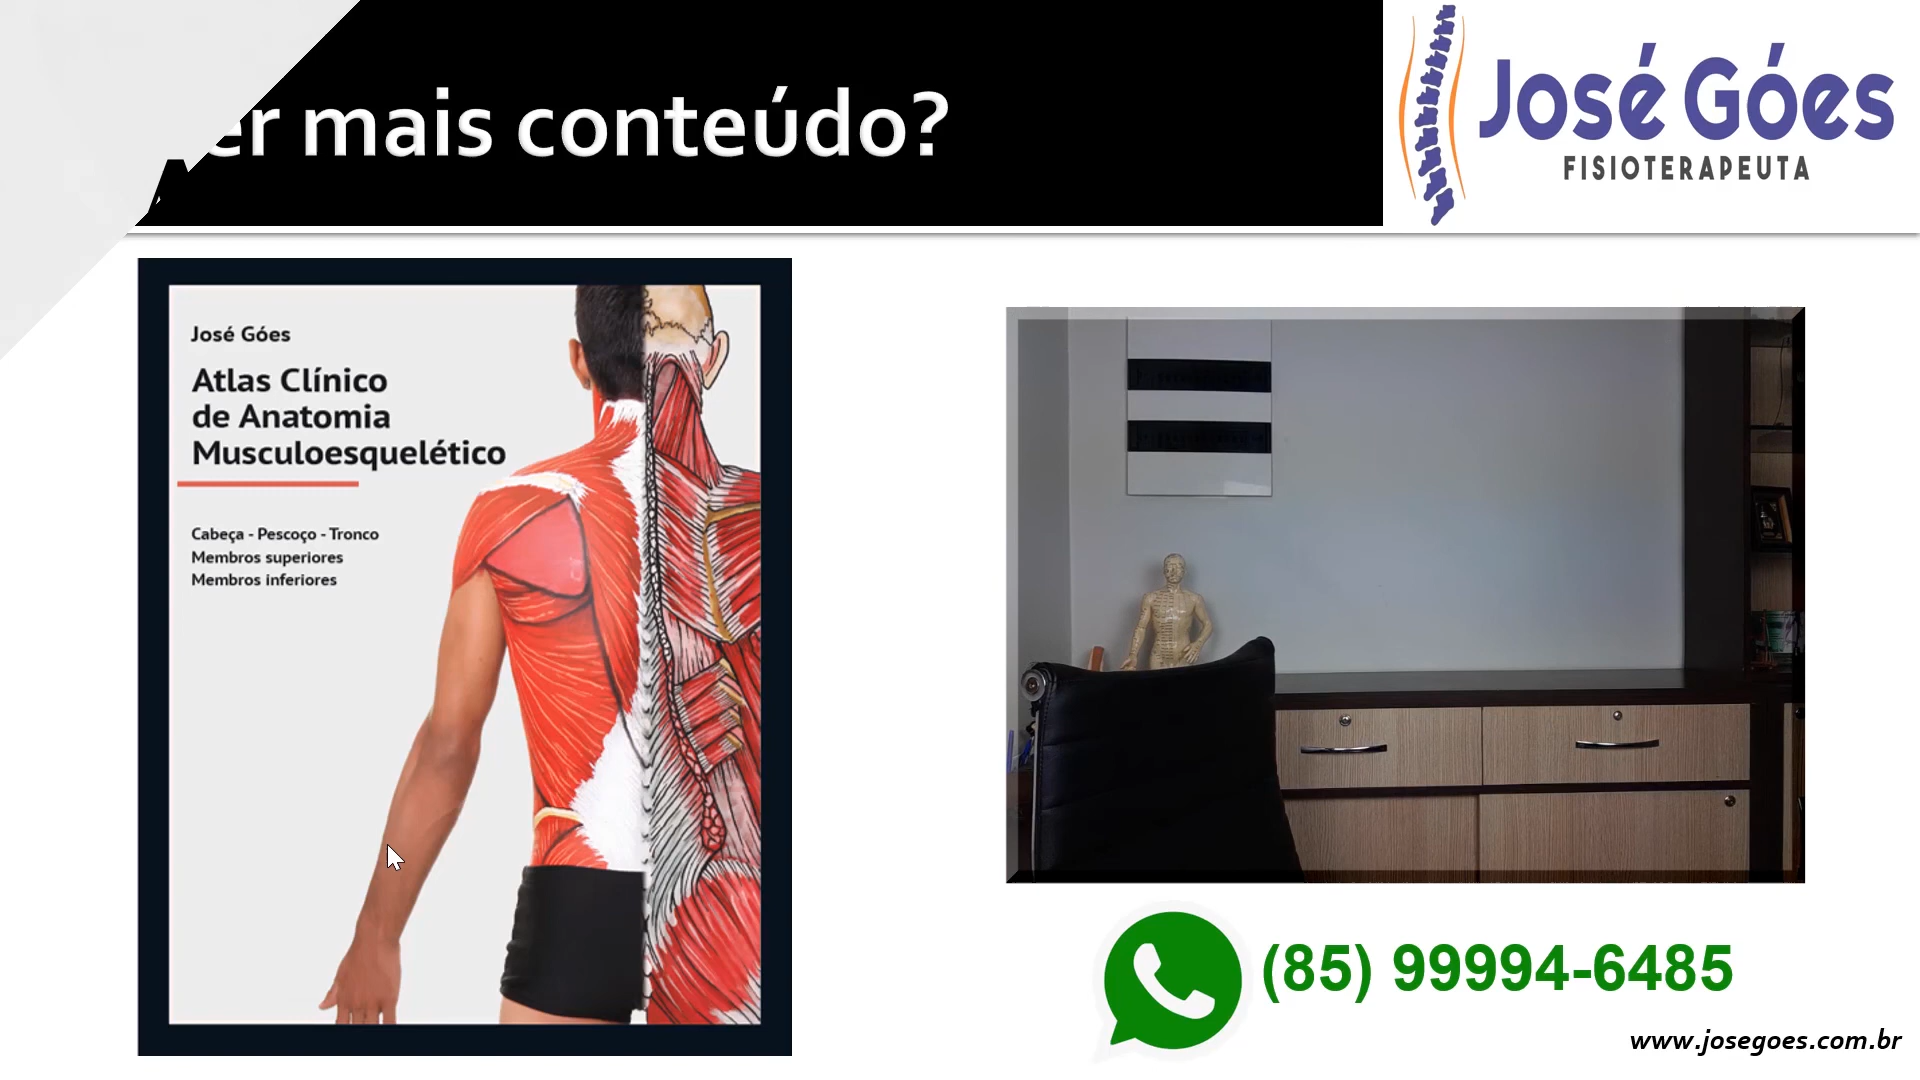 er mais conteúdo?
José Góes
FISIOTERAPEUTA
José Góes
Atlas Clínico
de Anatomia
Musculoesquelético
Cabeça - Pescoço - Tronco
Membros superiores
Membros inferiores
(85) 99994-6485
www.josegoes.com.br